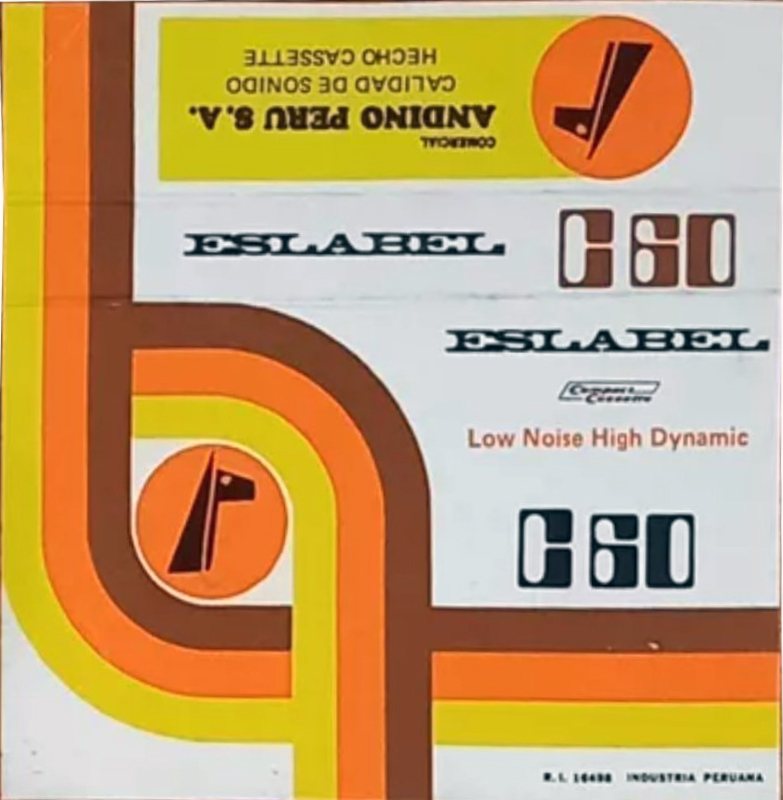 COMERCIAL
ANDINO PERU S.A.
CALIDAD DE SONIDO
HECHO CASSETTE
ESLABEL C60
ESLABEL
Compact
Cassette
Low Noise High Dynamic
C60
R.I. 16498 INDUSTRIA PERUANA